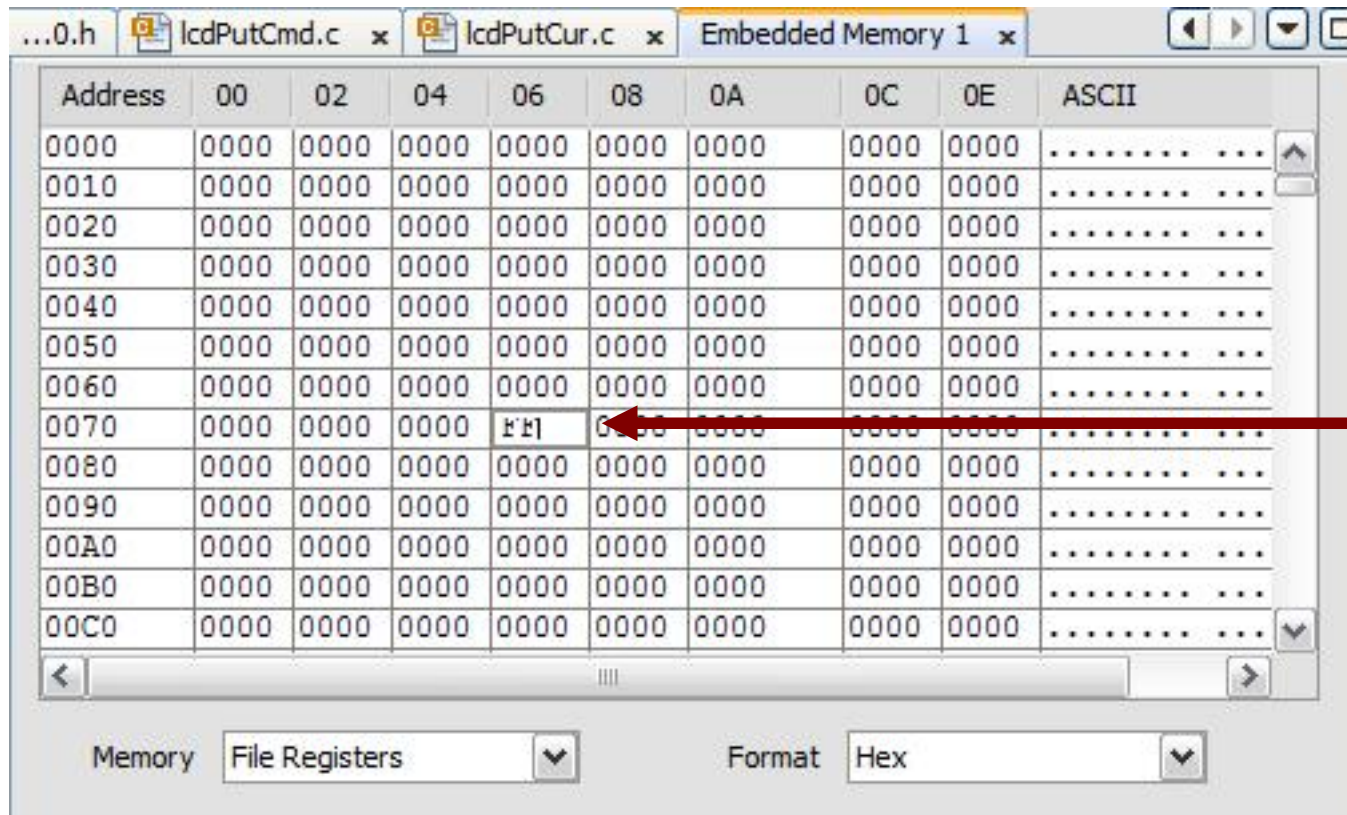 ...0.h lcdPutCmd.c x lcdPutCur.c x Embedded Memory 1 x
Address 00 02 04 06 08 0A 0C 0E ASCII
0000 0000 0000 0000 0000 0000 0000 0000 0000 ........ ...
0010 0000 0000 0000 0000 0000 0000 0000 0000 ........ ...
0020 0000 0000 0000 0000 0000 0000 0000 0000 ........ ...
0030 0000 0000 0000 0000 0000 0000 0000 0000 ........ ...
0040 0000 0000 0000 0000 0000 0000 0000 0000 ........ ...
0050 0000 0000 0000 0000 0000 0000 0000 0000 ........ ...
0060 0000 0000 0000 0000 0000 0000 0000 0000 ........ ...
0070 0000 0000 0000 0000 0000 0000 0000 ........ ...
0080 0000 0000 0000 0000 0000 0000 0000 0000 ........ ...
0090 0000 0000 0000 0000 0000 0000 0000 0000 ........ ...
00A0 0000 0000 0000 0000 0000 0000 0000 0000 ........ ...
00B0 0000 0000 0000 0000 0000 0000 0000 0000 ........ ...
00C0 0000 0000 0000 0000 0000 0000 0000 0000 ........ ...
Memory File Registers Format Hex